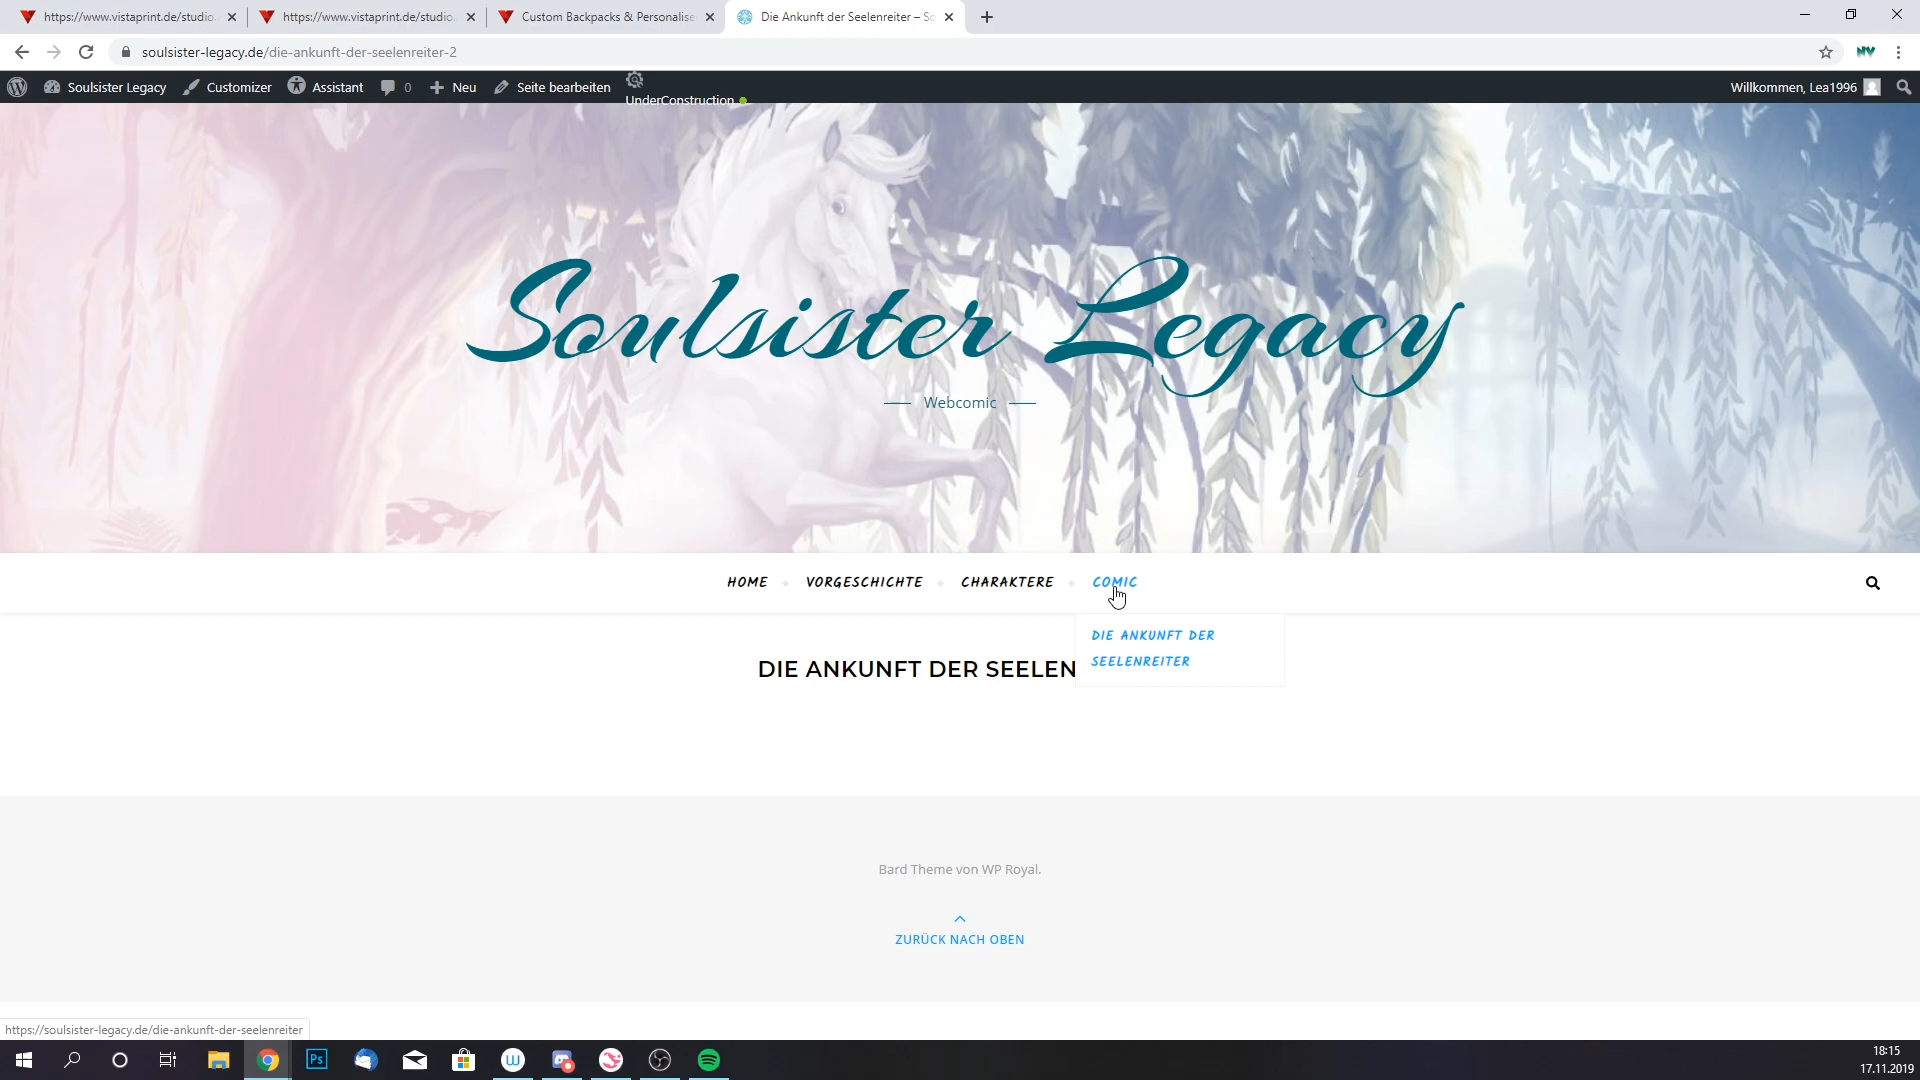 https://www.vistaprint.de/studio.
https://www.vistaprint.de/studio.
Custom Backpacks & Personalise
Die Ankunft der Seelenreiter – So
soulsister-legacy.de/die-ankunft-der-seelenreiter-2
Soulsister Legacy
Customizer
Assistant
0
Neu
Seite bearbeiten
UnderConstruction
Willkommen, Lea1996
Soulsister Legacy
Webcomic
HOME
VORGESCHICHTE
CHARAKTERE
COMIC
DIE ANKUNFT DER
SEELENREITER
DIE ANKUNFT DER SEELEN
Bard Theme von WP Royal.
ZURÜCK NACH OBEN
https://soulsister-legacy.de/die-ankunft-der-seelenreiter
Ps
18:15
17.11.2019